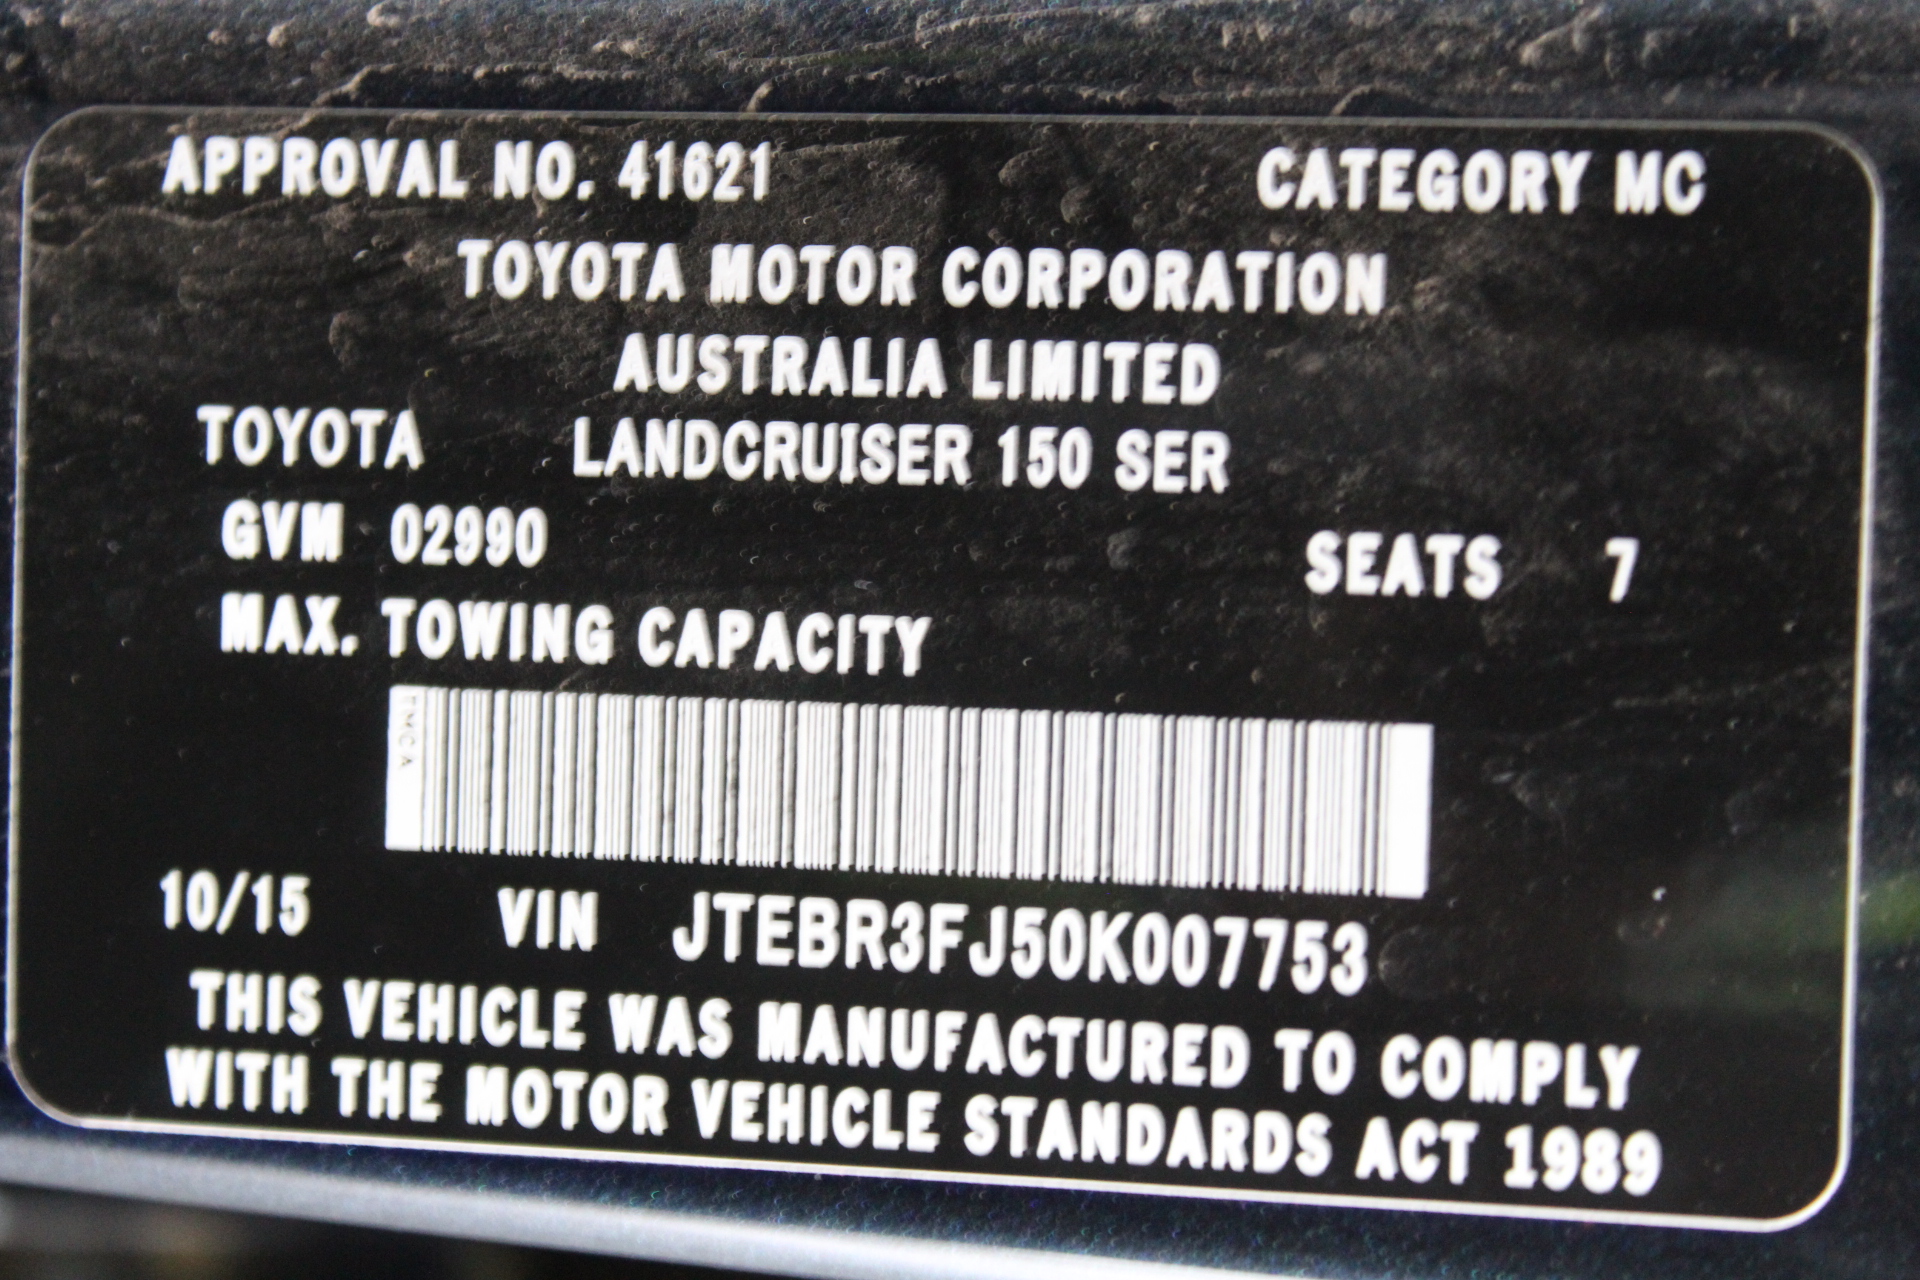 APPROVAL NO. 41621 CATEGORY MC
TOYOTA MOTOR CORPORATION
AUSTRALIA LIMITED
TOYOTA LANDCRUISER 150 SER
GVM 02990 SEATS 7
MAX. TOWING CAPACITY
TMCA
10/15 VIN JTEBR3FJ50K007753
THIS VEHICLE WAS MANUFACTURED TO COMPLY
WITH THE MOTOR VEHICLE STANDARDS ACT 1989